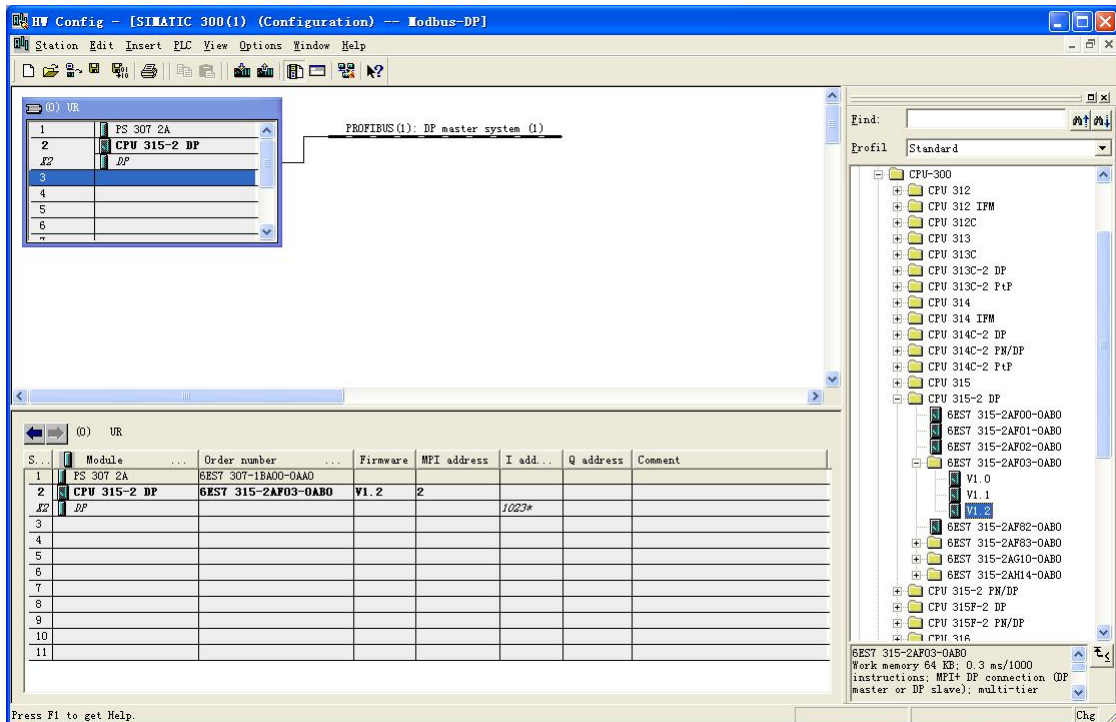 HW Config - [SIMATIC 300(1) (Configuration) -- Modbus-DP]
Station Edit Insert PLC View Options Window Help
(0) UR
1 PS 307 2A
2 CPU 315-2 DP
X2 DP
3
4
5
6
7
PROFIBUS(1): DP master system (1)
(0) UR
S... Module ... Order number ... Firmware MPI address I add... Q address Comment
1 PS 307 2A 6ES7 307-1BA00-0AA0
2 CPU 315-2 DP 6ES7 315-2AF03-0AB0 V1.2 2
X2 DP 1023*
3
4
5
6
7
8
9
10
11
Find:
Profil Standard
CPU-300
CPU 312
CPU 312 IFM
CPU 312C
CPU 313
CPU 313C
CPU 313C-2 DP
CPU 313C-2 PtP
CPU 314
CPU 314 IFM
CPU 314C-2 DP
CPU 314C-2 PN/DP
CPU 314C-2 PtP
CPU 315
CPU 315-2 DP
6ES7 315-2AF00-0AB0
6ES7 315-2AF01-0AB0
6ES7 315-2AF02-0AB0
6ES7 315-2AF03-0AB0
V1.0
V1.1
V1.2
6ES7 315-2AF82-0AB0
6ES7 315-2AF83-0AB0
6ES7 315-2AG10-0AB0
6ES7 315-2AH14-0AB0
CPU 315-2 PN/DP
CPU 315F-2 DP
CPU 315F-2 PN/DP
CPU 316
6ES7 315-2AF03-0AB0
Work memory 64 KB; 0.3 ms/1000
instructions; MPI+ DP connection (DP
master or DP slave); multi-tier
Press F1 to get Help.
Chg